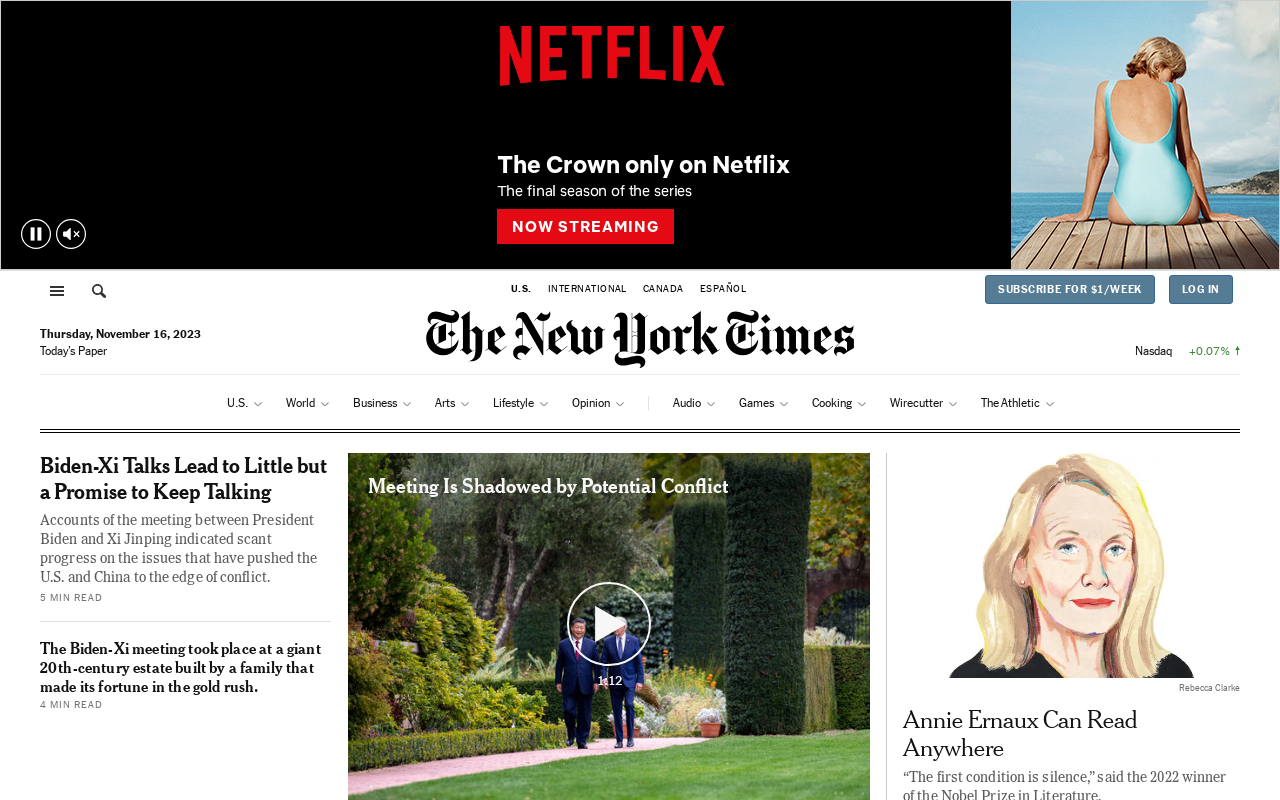 NETFLIX
The Crown only on Netflix
The final season of the series
NOW STREAMING
U.S. INTERNATIONAL CANADA ESPAÑOL
SUBSCRIBE FOR $1/WEEK LOG IN
Thursday, November 16, 2023
Today's Paper
The New York Times
Nasdaq +0.07%
U.S. World Business Arts Lifestyle Opinion Audio Games Cooking Wirecutter The Athletic
Biden-Xi Talks Lead to Little but
a Promise to Keep Talking
Accounts of the meeting between President
Biden and Xi Jinping indicated scant
progress on the issues that have pushed the
U.S. and China to the edge of conflict.
5 MIN READ
The Biden-Xi meeting took place at a giant
20th-century estate built by a family that
made its fortune in the gold rush.
4 MIN READ
Meeting Is Shadowed by Potential Conflict
1:12
Rebecca Clarke
Annie Ernaux Can Read
Anywhere
“The first condition is silence,” said the 2022 winner
of the Nobel Prize in Literature.